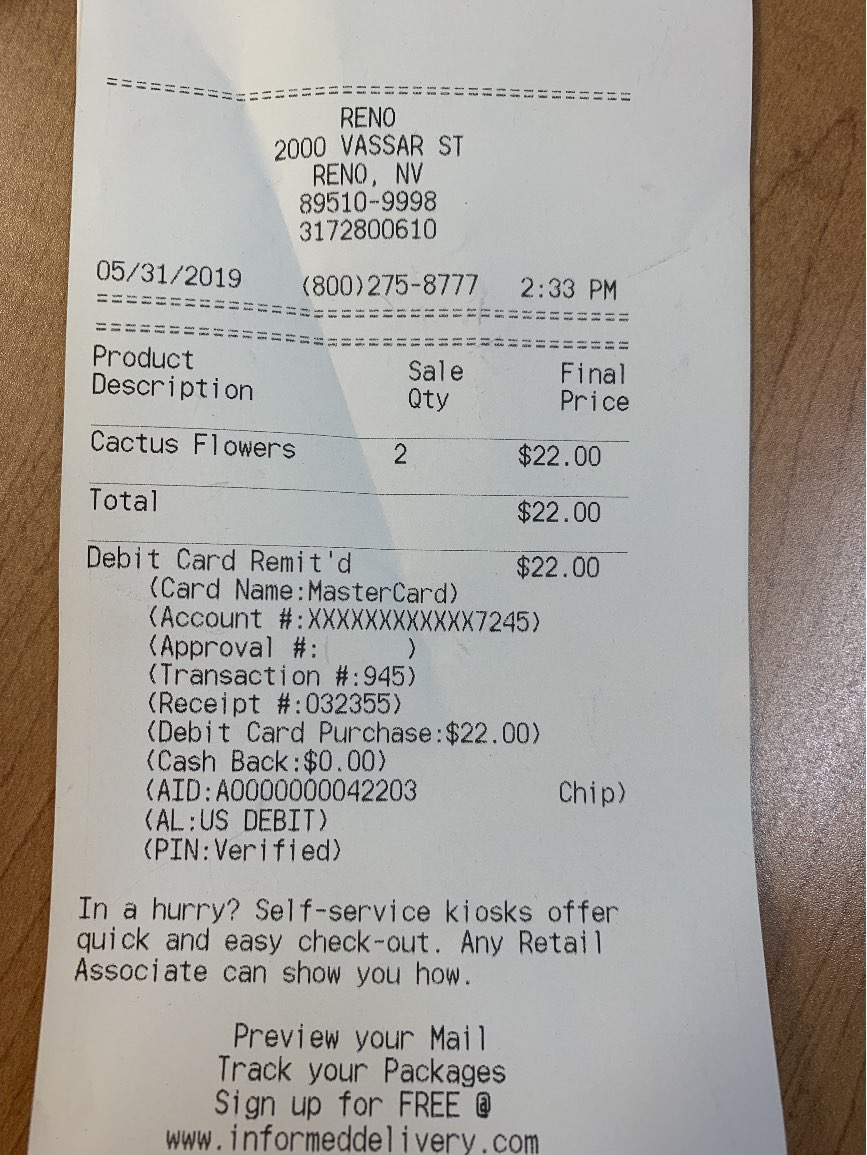 ========================================
RENO
2000 VASSAR ST
RENO, NV
89510-9998
3172800610
05/31/2019 (800)275-8777 2:33 PM
========================================
========================================
Product Sale Final
Description Qty Price
Cactus Flowers 2 $22.00
Total $22.00
Debit Card Remit'd $22.00
(Card Name:MasterCard)
(Account #:XXXXXXXXXXXX7245)
(Approval #: )
(Transaction #:945)
(Receipt #:032355)
(Debit Card Purchase:$22.00)
(Cash Back:$0.00)
(AID:A0000000042203 Chip)
(AL:US DEBIT)
(PIN:Verified)
In a hurry? Self-service kiosks offer
quick and easy check-out. Any Retail
Associate can show you how.
Preview your Mail
Track your Packages
Sign up for FREE @
www.informeddelivery.com